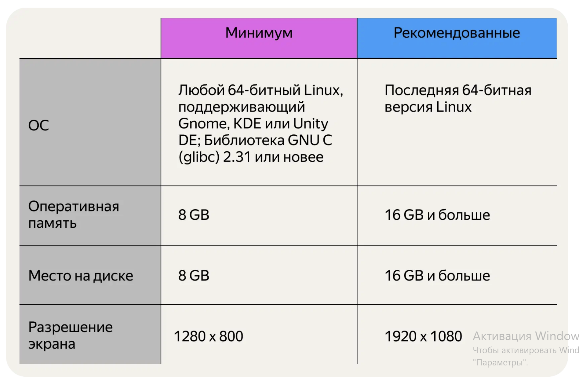 Минимум
Рекомендованные
ОС
Любой 64-битный Linux,
поддерживающий
Gnome, KDE или Unity
DE; Библиотека GNU C
(glibc) 2.31 или новее
Последняя 64-битная
версия Linux
Оперативная
память
8 GB
16 GB и больше
Место на диске
8 GB
16 GB и больше
Разрешение
экрана
1280 x 800
1920 x 1080
Активация Window
Чтобы активировать Wind
"Параметры".